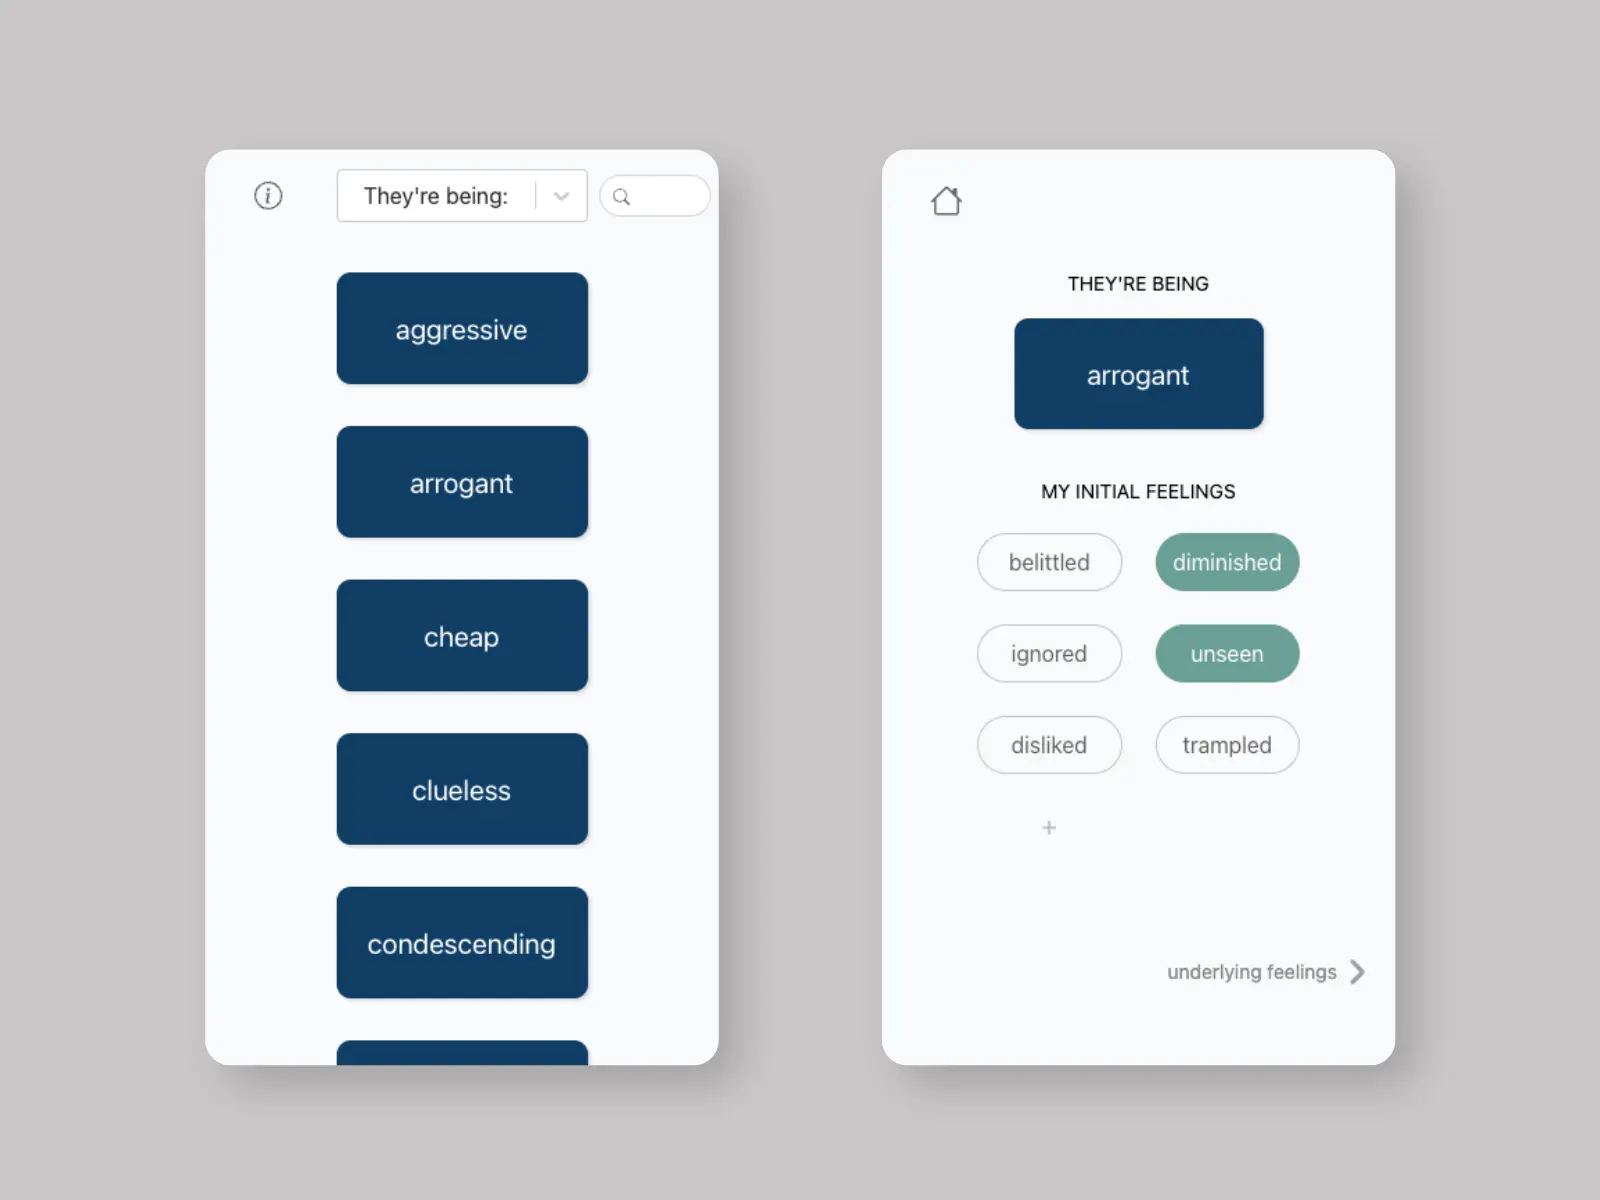 They're being:
aggressive
arrogant
cheap
clueless
condescending
THEY'RE BEING
arrogant
MY INITIAL FEELINGS
belittled diminished
ignored unseen
disliked trampled
+
underlying feelings